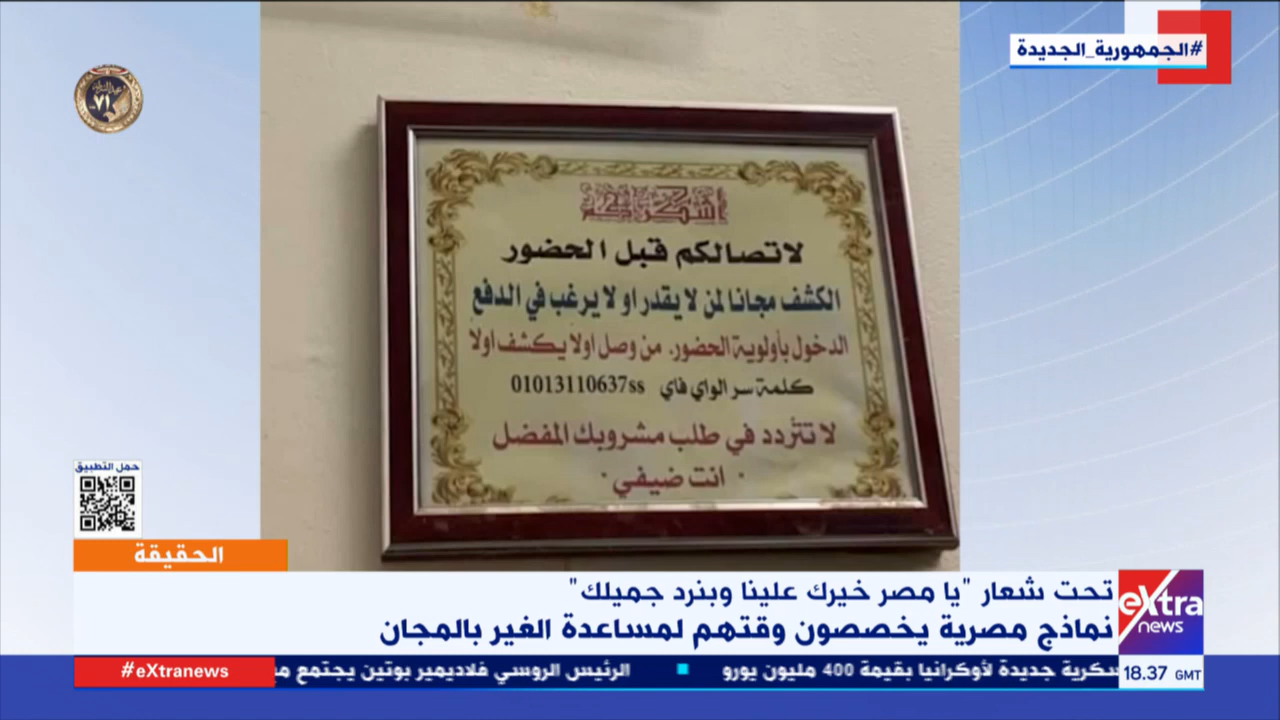 #الجمهورية_الجديدة
٧١
أشكركم
لاتصالكم قبل الحضور
الكشف مجانا لمن لا يقدر او لا يرغب في الدفع
الدخول بأولوية الحضور. من وصل اولا يكشف اولا
كلمة سر الواي فاي 01013110637ss
لا تتأردد في طلب مشروبك المفضل
· انت ضيفي ·
حمل التطبيق
الحقيقة
تحت شعار "يا مصر خيرك علينا وبنرد جميلك"
نماذج مصرية يخصصون وقتهم لمساعدة الغير بالمجان
eXtra news
#eXtranews
سكرية جديدة لأوكرانيا بقيمة 400 مليون يورو ■ الرئيس الروسي فلاديمير بوتين يجتمع مـ
18.37 GMT